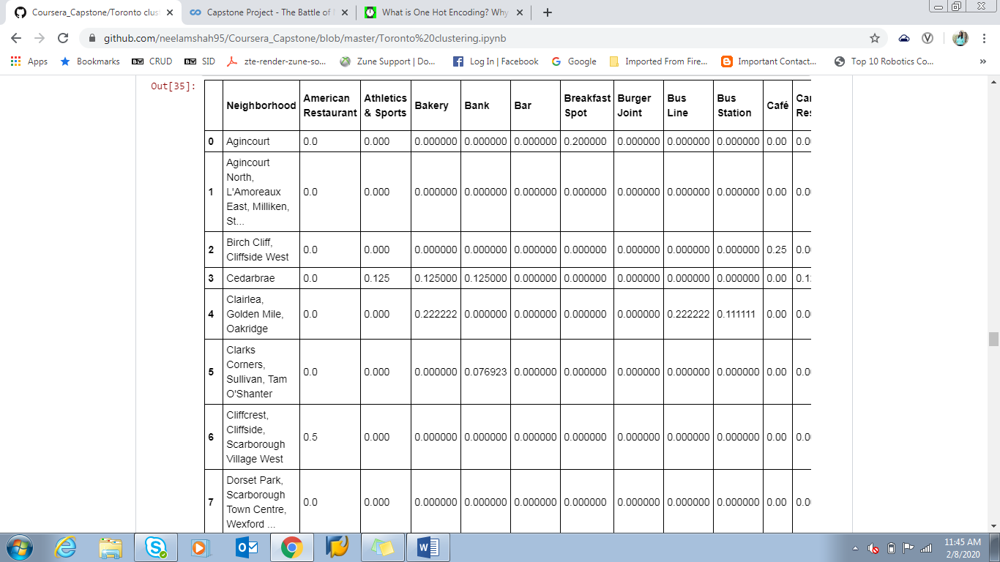 Coursera_Capstone/Toronto clus
Capstone Project - The Battle of
What is One Hot Encoding? Why
github.com/neelamshah95/Coursera_Capstone/blob/master/Toronto%20clustering.ipynb
Apps Bookmarks CRUD SID zte-render-zune-so... Zune Support | Do... Log In | Facebook Google Imported From Fire... Important Contact... Top 10 Robotics Co... »
Out[35]:
Neighborhood American Restaurant Athletics & Sports Bakery Bank Bar Breakfast Spot Burger Joint Bus Line Bus Station Café
0 Agincourt 0.0 0.000 0.000000 0.000000 0.000000 0.200000 0.000000 0.000000 0.000000 0.00 0.0
1 Agincourt North, L'Amoreaux East, Milliken, St... 0.0 0.000 0.000000 0.000000 0.000000 0.000000 0.000000 0.000000 0.000000 0.00 0.0
2 Birch Cliff, Cliffside West 0.0 0.000 0.000000 0.000000 0.000000 0.000000 0.000000 0.000000 0.000000 0.25 0.0
3 Cedarbrae 0.0 0.125 0.125000 0.125000 0.000000 0.000000 0.000000 0.000000 0.000000 0.00 0.1
4 Clairlea, Golden Mile, Oakridge 0.0 0.000 0.222222 0.000000 0.000000 0.000000 0.000000 0.222222 0.111111 0.00 0.0
5 Clarks Corners, Sullivan, Tam O'Shanter 0.0 0.000 0.000000 0.076923 0.000000 0.000000 0.000000 0.000000 0.000000 0.00 0.0
6 Cliffcrest, Cliffside, Scarborough Village West 0.5 0.000 0.000000 0.000000 0.000000 0.000000 0.000000 0.000000 0.000000 0.00 0.0
7 Dorset Park, Scarborough Town Centre, Wexford ... 0.0 0.000 0.000000 0.000000 0.000000 0.000000 0.000000 0.000000 0.000000 0.00 0.0
11:45 AM
2/8/2020